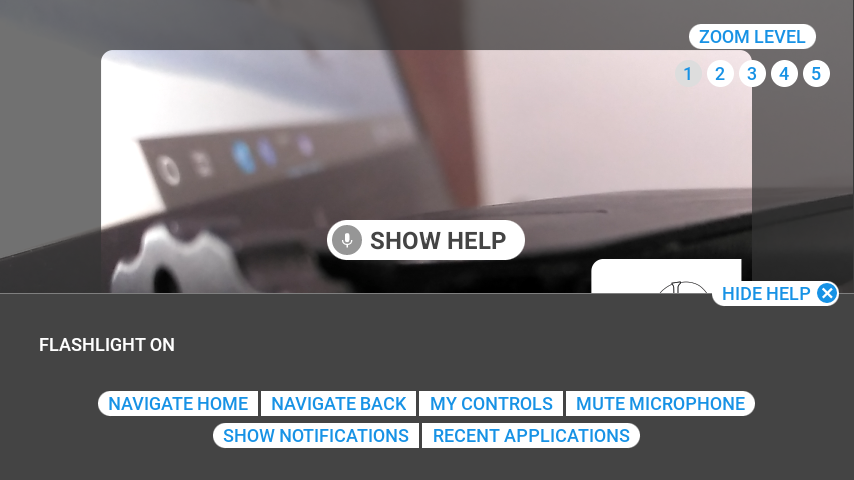 ZOOM LEVEL
1 2 3 4 5
SHOW HELP
HIDE HELP
FLASHLIGHT ON
NAVIGATE HOME NAVIGATE BACK MY CONTROLS MUTE MICROPHONE
SHOW NOTIFICATIONS RECENT APPLICATIONS